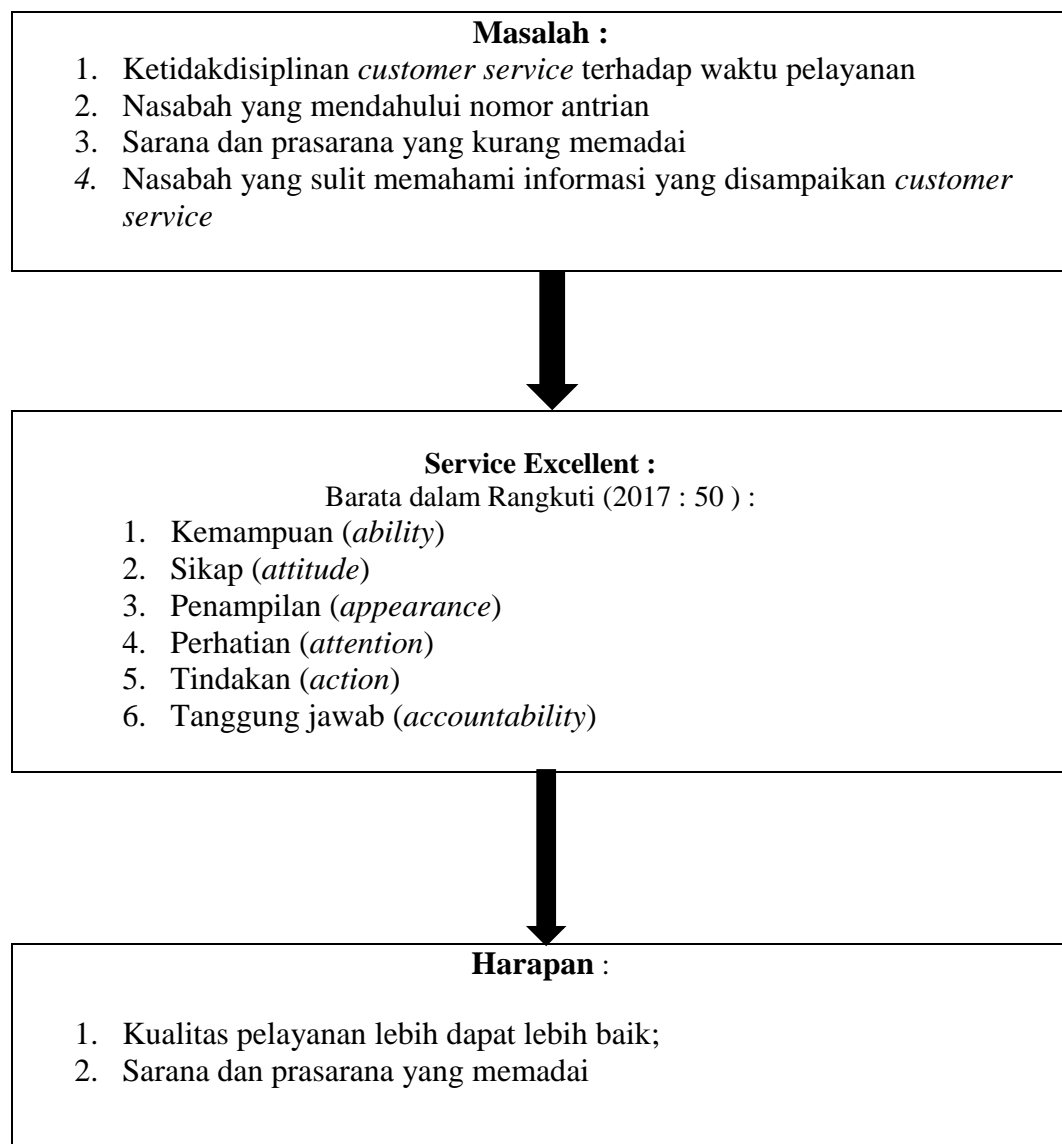 Masalah :
1. Ketidakdisiplinan customer service terhadap waktu pelayanan
2. Nasabah yang mendahului nomor antrian
3. Sarana dan prasarana yang kurang memadai
4. Nasabah yang sulit memahami informasi yang disampaikan customer
service
Service Excellent :
Barata dalam Rangkuti (2017 : 50 ) :
1. Kemampuan (ability)
2. Sikap (attitude)
3. Penampilan (appearance)
4. Perhatian (attention)
5. Tindakan (action)
6. Tanggung jawab (accountability)
Harapan :
1. Kualitas pelayanan lebih dapat lebih baik;
2. Sarana dan prasarana yang memadai